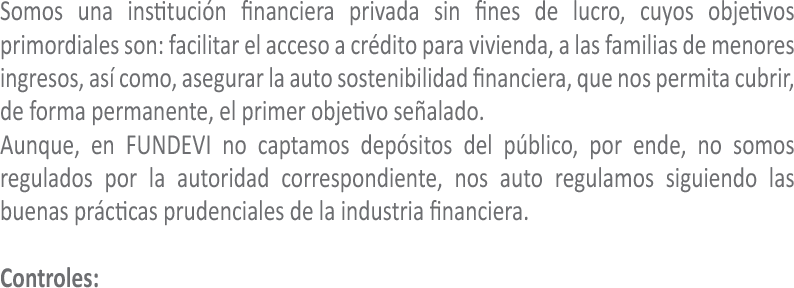 Somos una institución financiera privada sin fines de lucro, cuyos objetivos
primordiales son: facilitar el acceso a crédito para vivienda, a las familias de menores
ingresos, así como, asegurar la auto sostenibilidad financiera, que nos permita cubrir,
de forma permanente, el primer objetivo señalado.
Aunque, en FUNDEVI no captamos depósitos del público, por ende, no somos
regulados por la autoridad correspondiente, nos auto regulamos siguiendo las
buenas prácticas prudenciales de la industria financiera.
Controles: